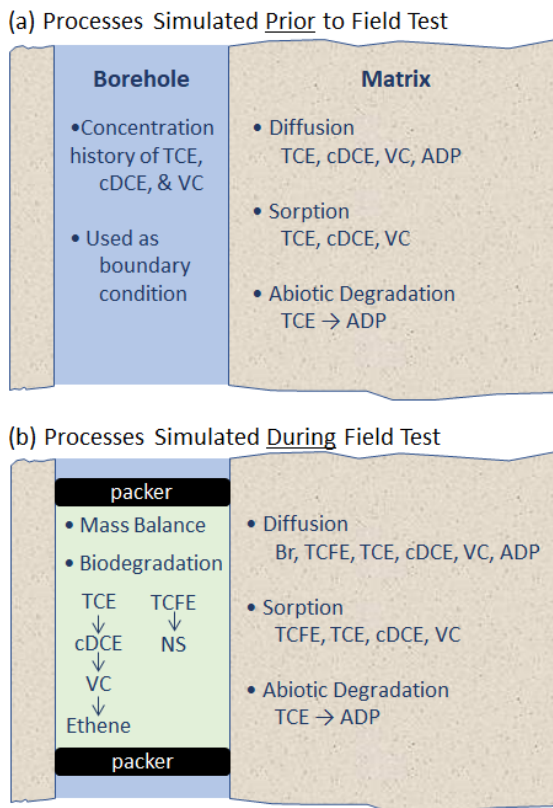 (a) Processes Simulated Prior to Field Test
Borehole
•Concentration
history of TCE,
cDCE, & VC
• Used as
boundary
condition
Matrix
• Diffusion
TCE, cDCE, VC, ADP
• Sorption
TCE, cDCE, VC
• Abiotic Degradation
TCE → ADP
(b) Processes Simulated During Field Test
packer
• Mass Balance
• Biodegradation
TCE TCFE
↓ ↓
cDCE NS
↓
VC
↓
Ethene
packer
• Diffusion
Br, TCFE, TCE, cDCE, VC, ADP
• Sorption
TCFE, TCE, cDCE, VC
• Abiotic Degradation
TCE → ADP